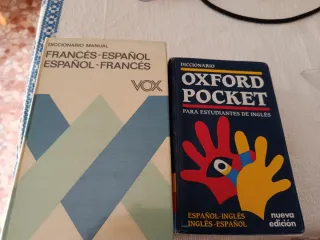 DICCIONARIO MANUAL
FRANCÉS-ESPAÑOL
ESPAÑOL-FRANCÉS
VOX
DICCIONARIO
OXFORD
POCKET
PARA ESTUDIANTES DE INGLÉS
ESPAÑOL-INGLÉS
INGLÉS-ESPAÑOL
nueva
edición